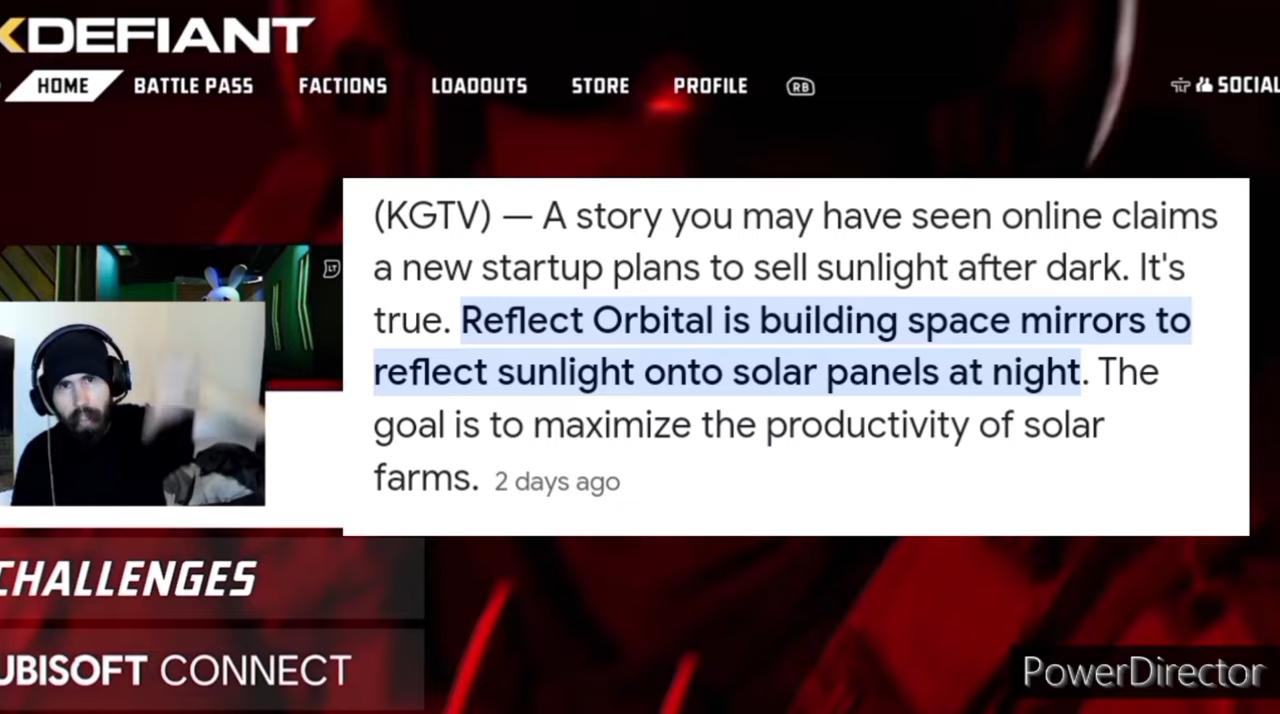 XDEFIANT
HOME BATTLE PASS FACTIONS LOADOUTS STORE PROFILE RB SOCIAL
LT
(KGTV) — A story you may have seen online claims
a new startup plans to sell sunlight after dark. It's
true. Reflect Orbital is building space mirrors to
reflect sunlight onto solar panels at night. The
goal is to maximize the productivity of solar
farms. 2 days ago
CHALLENGES
UBISOFT CONNECT
PowerDirector